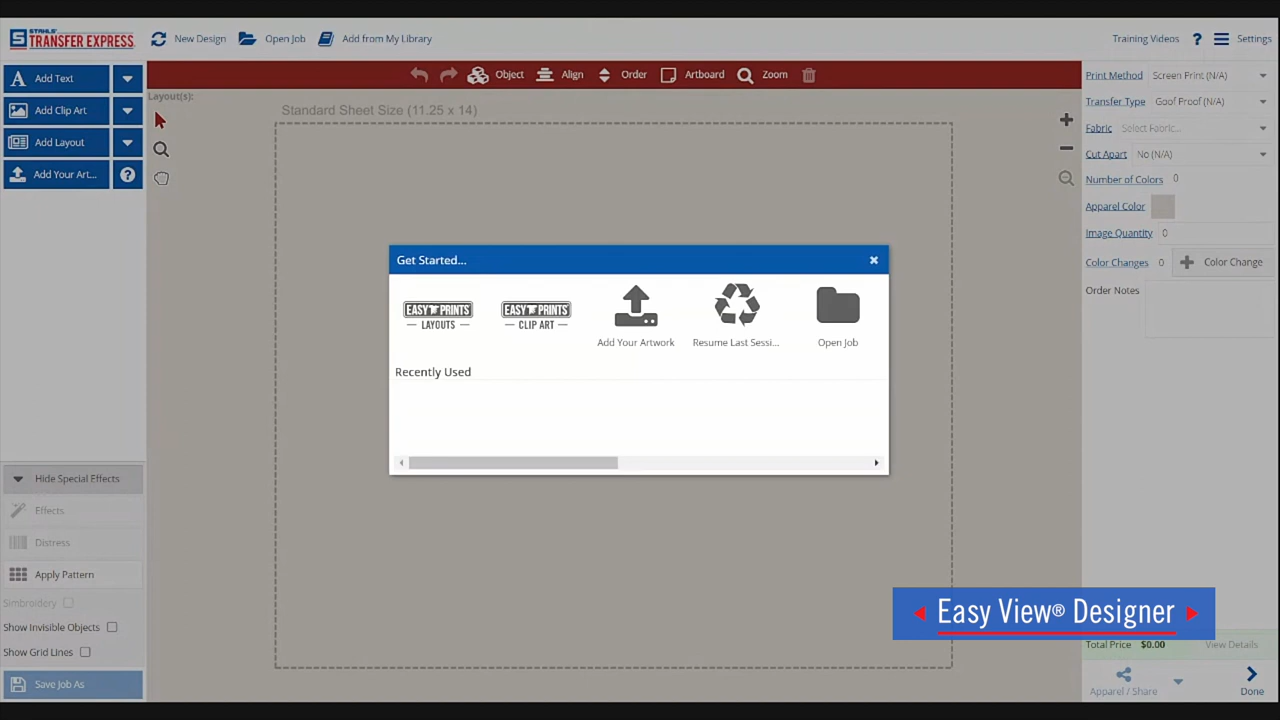 STAHLS'
TRANSFER EXPRESS
New Design
Open Job
Add from My Library
Training Videos
?
Settings
Add Text
Add Clip Art
Add Layout
Add Your Art...
?
Object
Align
Order
Artboard
Zoom
Layout(s):
Standard Sheet Size (11.25 x 14)
Print Method Screen Print (N/A)
Transfer Type Goof Proof (N/A)
Fabric Select Fabric...
Cut Apart No (N/A)
Number of Colors 0
Apparel Color
Image Quantity 0
Color Changes 0 Color Change
Order Notes
Get Started...
EASY PRINTS
LAYOUTS
EASY PRINTS
CLIP ART
Add Your Artwork
Resume Last Sessi...
Open Job
Recently Used
Hide Special Effects
Effects
Distress
Apply Pattern
Simbroidery
Show Invisible Objects
Show Grid Lines
Save Job As
Easy View® Designer
Total Price $0.00 View Details
Apparel / Share
Done